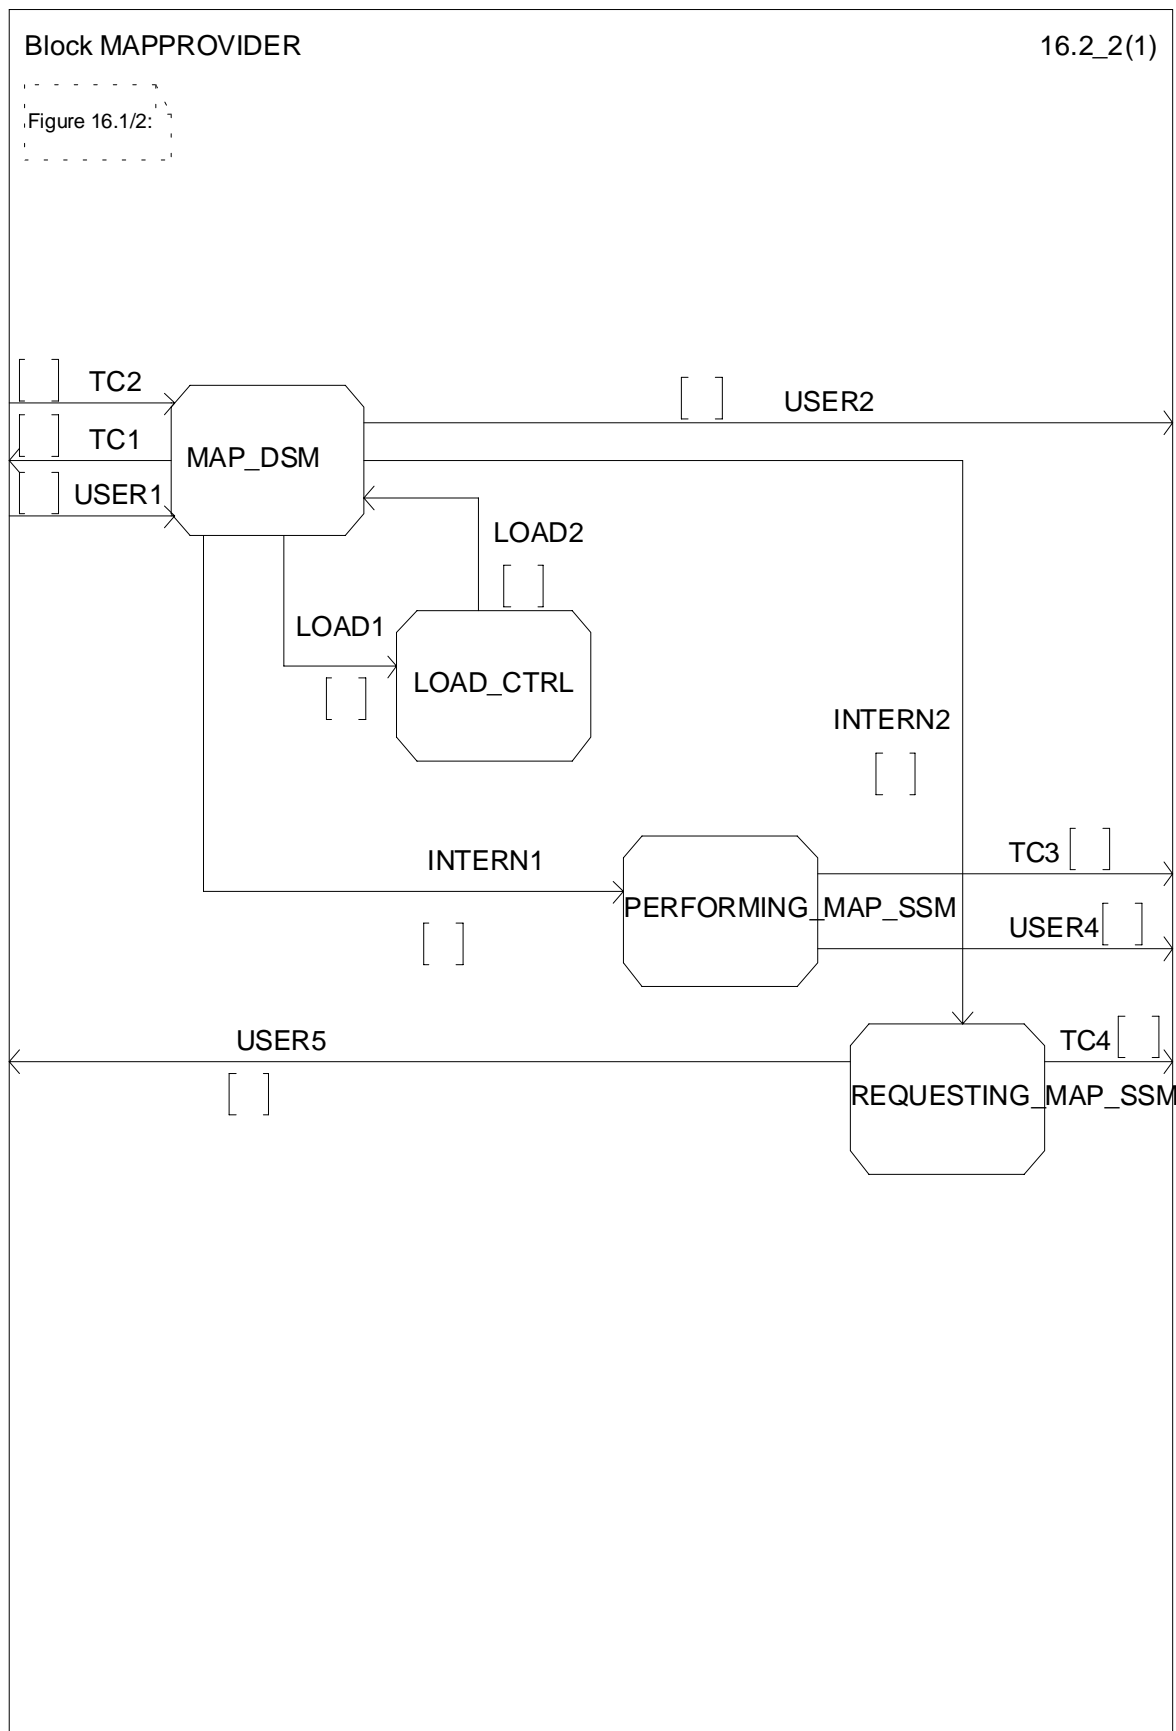 Block MAPPROVIDER
16.2_2(1)
Figure 16.1/2:
TC2
USER2
TC1
MAP_DSM
USER1
LOAD2
LOAD1
LOAD_CTRL
INTERN2
INTERN1
TC3
PERFORMING_MAP_SSM
USER4
USER5
TC4
REQUESTING_MAP_SSM